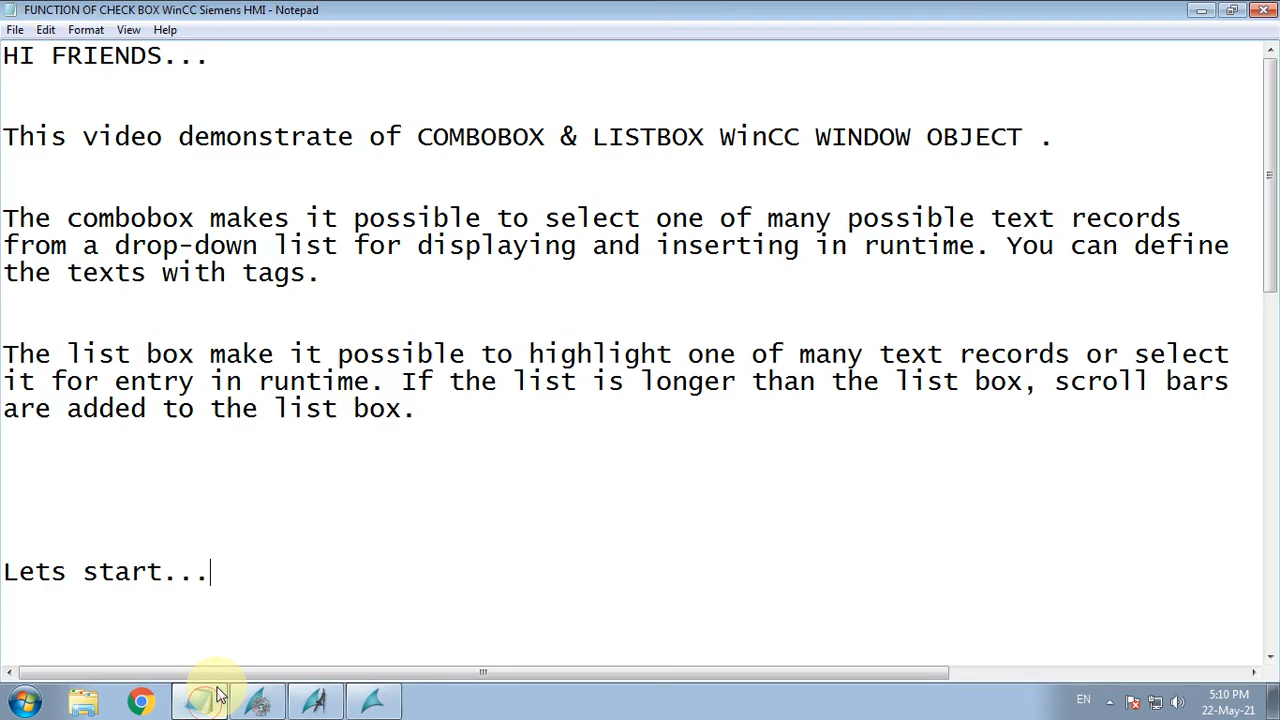 FUNCTION OF CHECK BOX WinCC Siemens HMI - Notepad
File Edit Format View Help
HI FRIENDS...
This video demonstrate of COMBOBOX & LISTBOX WinCC WINDOW OBJECT .
The combobox makes it possible to select one of many possible text records
from a drop-down list for displaying and inserting in runtime. You can define
the texts with tags.
The list box make it possible to highlight one of many text records or select
it for entry in runtime. If the list is longer than the list box, scroll bars
are added to the list box.
Lets start...
EN
5:10 PM
22-May-21